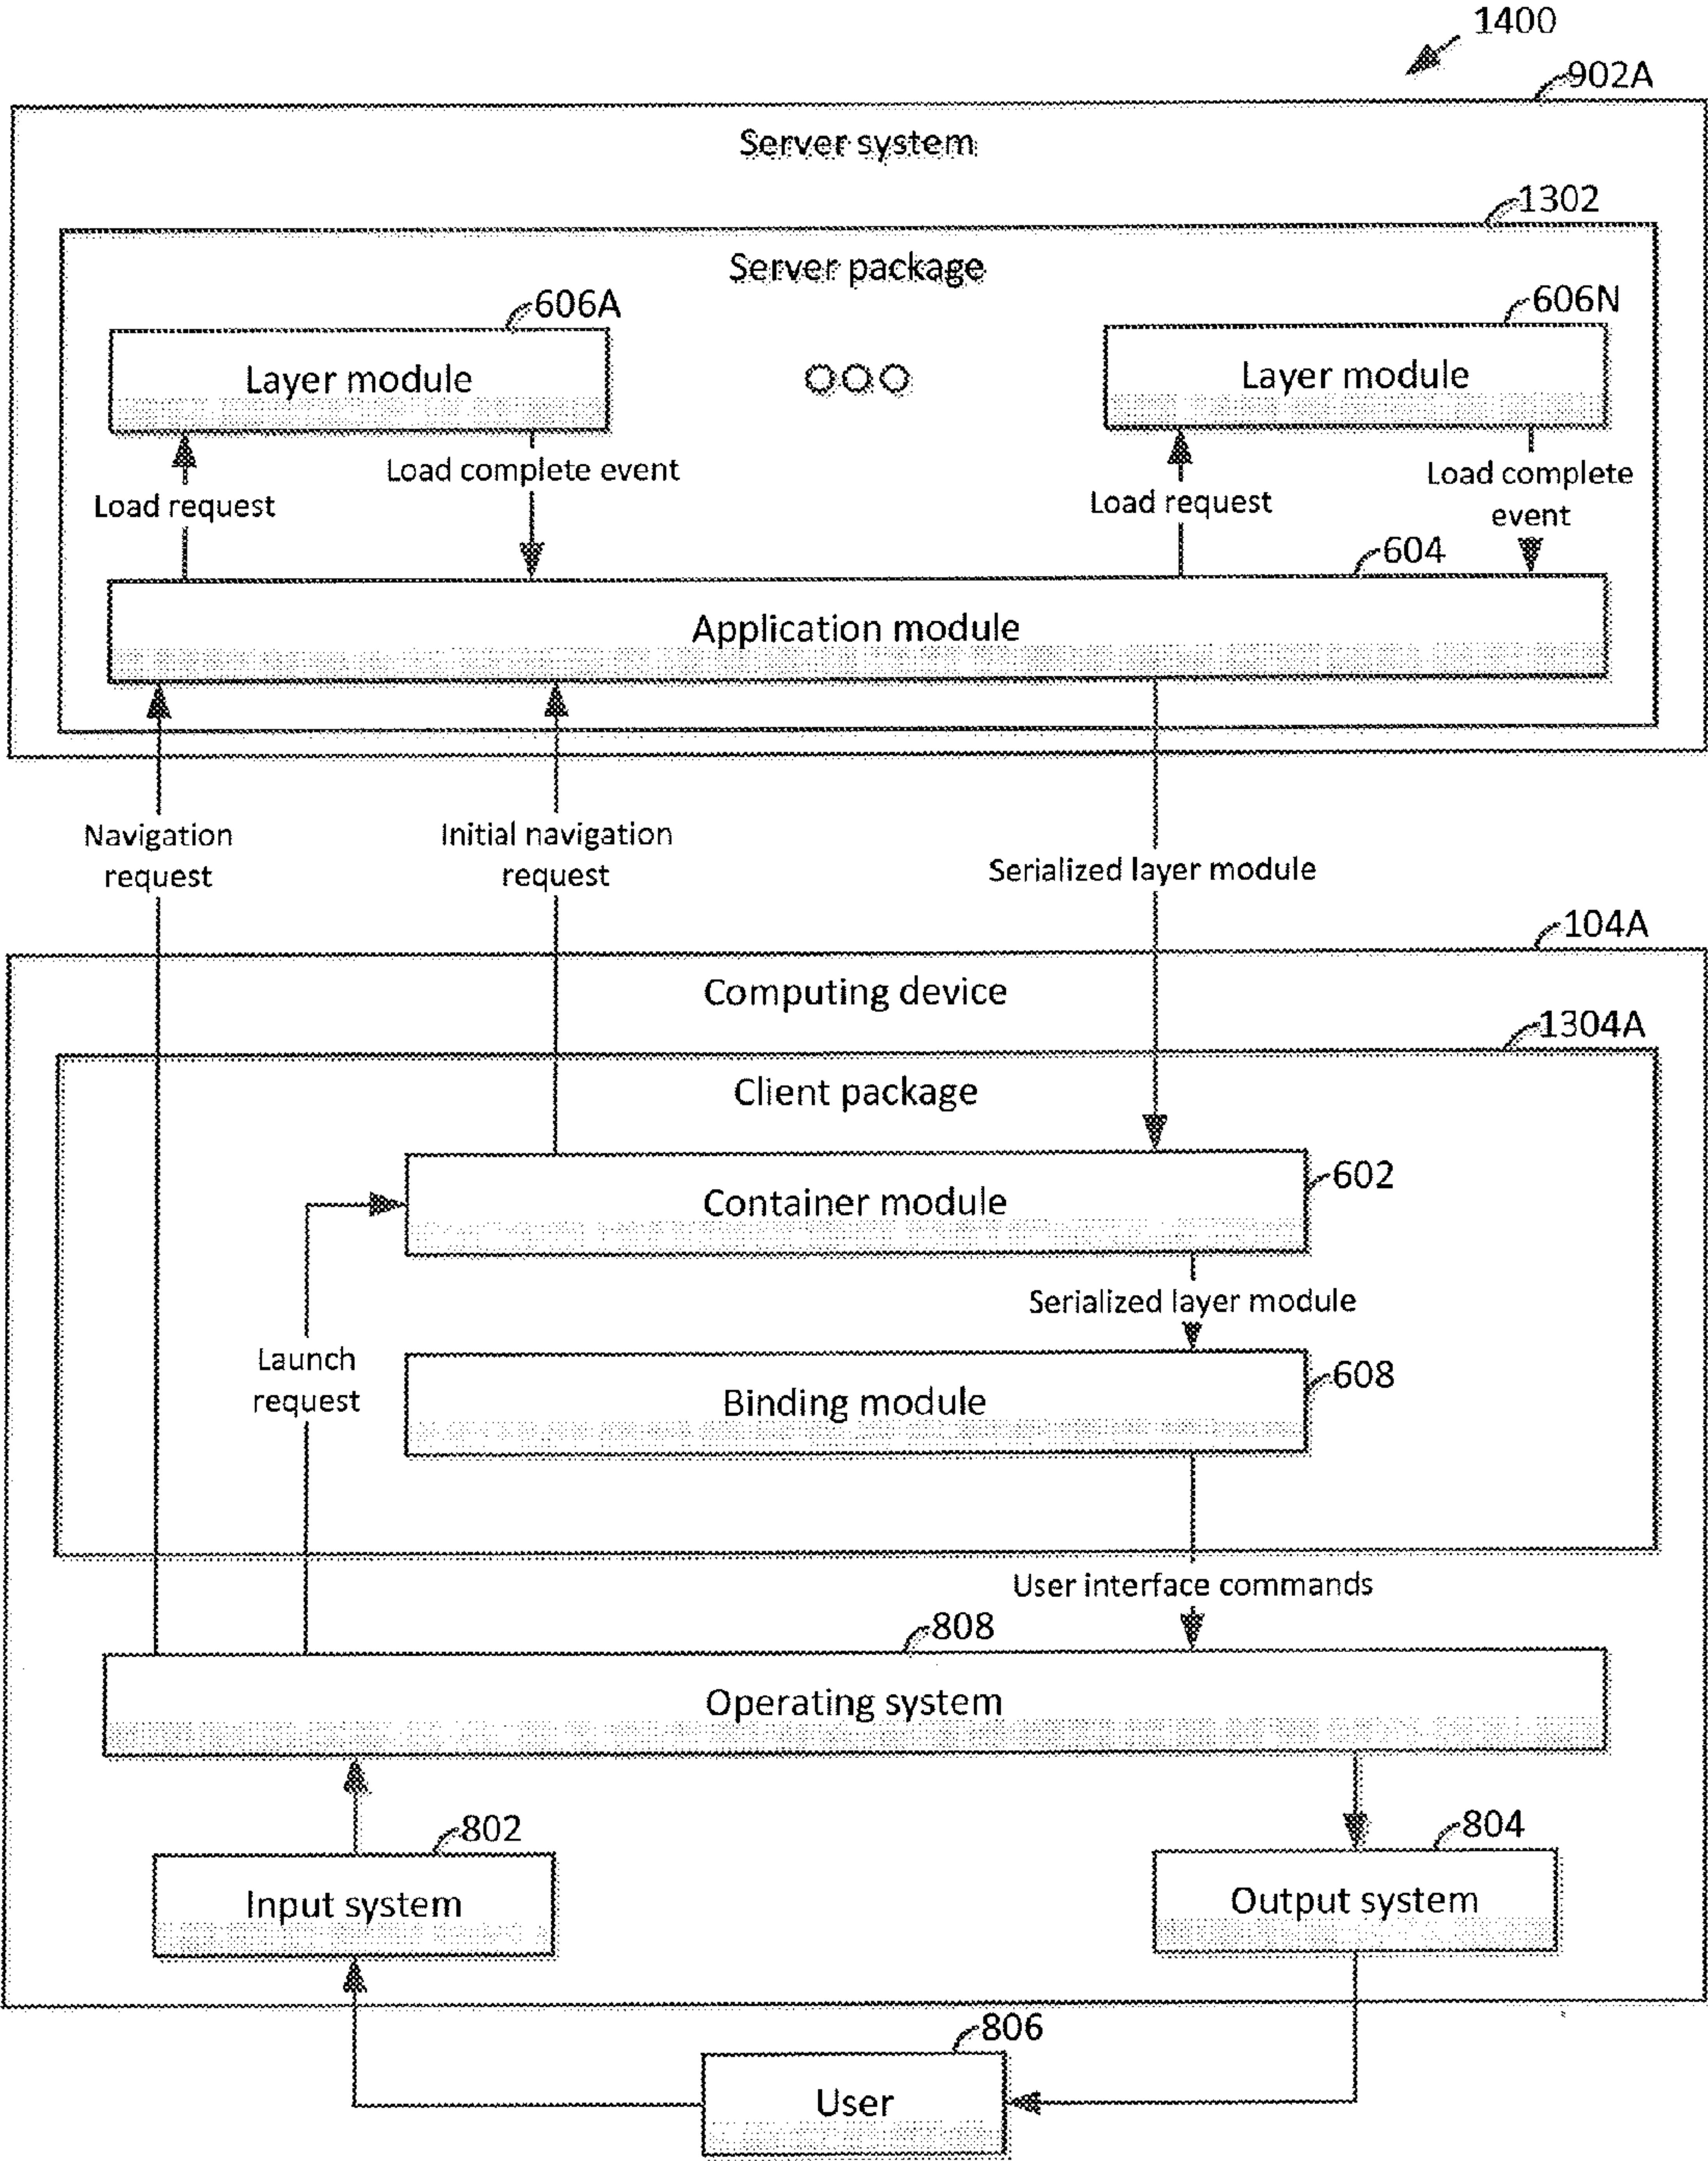 1400
902A
Server system
1302
Server package
606A
606N
Layer module
Layer module
Load complete event
Load request
Load request
Load complete
event
604
Application module
Navigation
request
Initial navigation
request
Serialized layer module
104A
Computing device
1304A
Client package
602
Container module
Serialized layer module
Launch
request
608
Binding module
User interface commands
808
Operating system
802
804
Input system
Output system
806
User